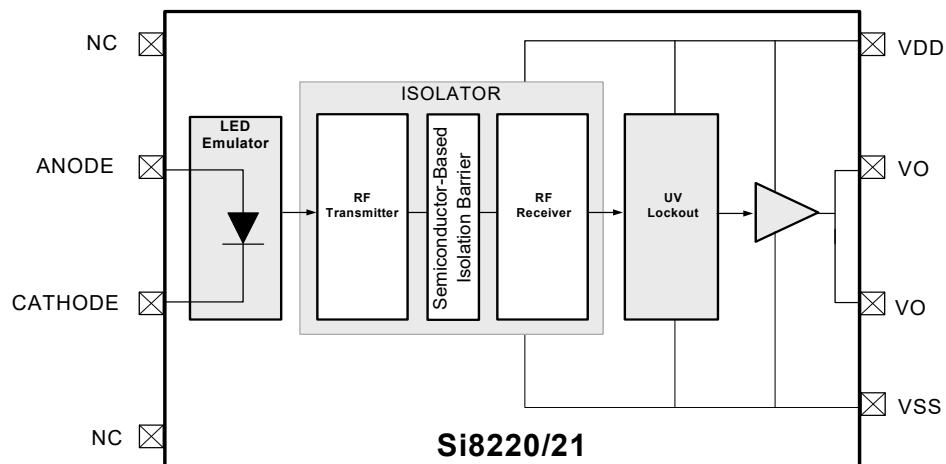 NC
VDD
ISOLATOR
LED
Emulator
ANODE
VO
RF
Transmitter
Semiconductor-Based
Isolation Barrier
RF
Receiver
UV
Lockout
CATHODE
VO
VSS
NC
Si8220/21